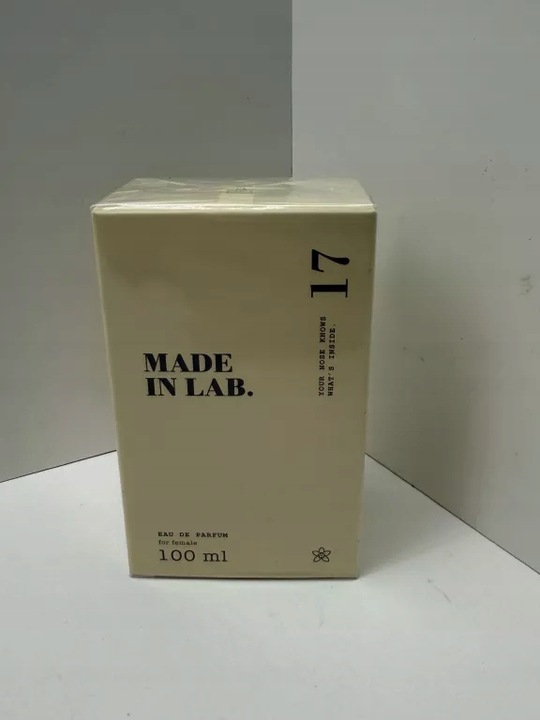 17
YOUR NOSE KNOWS
WHAT'S INSIDE.
MADE
IN LAB.
EAU DE PARFUM
for female
100 ml